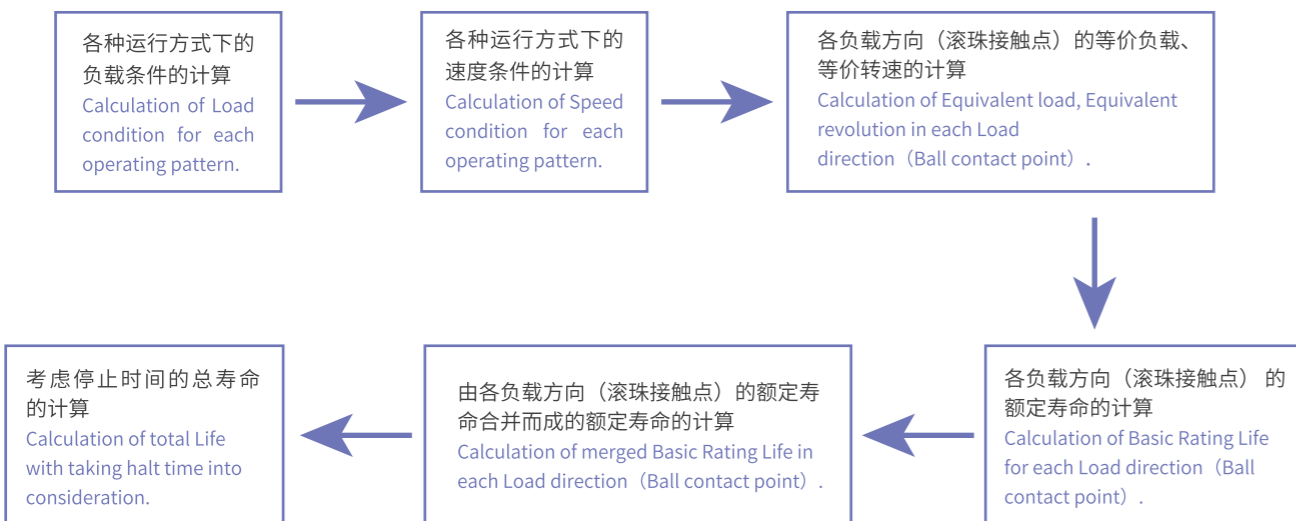 各种运行方式下的
负载条件的计算
Calculation of Load
condition for each
operating pattern.
各种运行方式下的
速度条件的计算
Calculation of Speed
condition for each
operating pattern.
各负载方向（滚珠接触点）的等价负载、
等价转速的计算
Calculation of Equivalent load, Equivalent
revolution in each Load
direction（Ball contact point）.
各负载方向（滚珠接触点） 的
额定寿命的计算
Calculation of Basic Rating Life
for each Load direction（Ball
contact point）.
由各负载方向（滚珠接触点）的额定寿
命合并而成的额定寿命的计算
Calculation of merged Basic Rating Life in
each Load direction（Ball contact point）.
考虑停止时间的总寿命
的计算
Calculation of total Life
with taking halt time into
consideration.